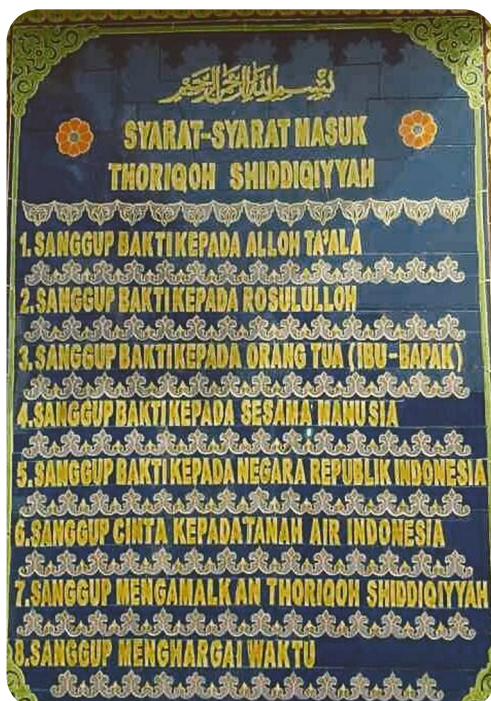 بسم الله الرحمن الرحيم
SYARAT-SYARAT MASUK
THORIQOH SHIDDIQIYYAH
1.SANGGUP BAKTI KEPADA ALLOH TA'ALA
2.SANGGUP BAKTI KEPADA ROSULULLOH
3.SANGGUP BAKTI KEPADA ORANG TUA (IBU-BAPAK)
4.SANGGUP BAKTI KEPADA SESAMA MANUSIA
5.SANGGUP BAKTI KEPADA NEGARA REPUBLIK INDONESIA
6.SANGGUP CINTA KEPADA TANAH AIR INDONESIA
7.SANGGUP MENGAMALKAN THORIQOH SHIDDIQIYYAH
8.SANGGUP MENGHARGAI WAKTU